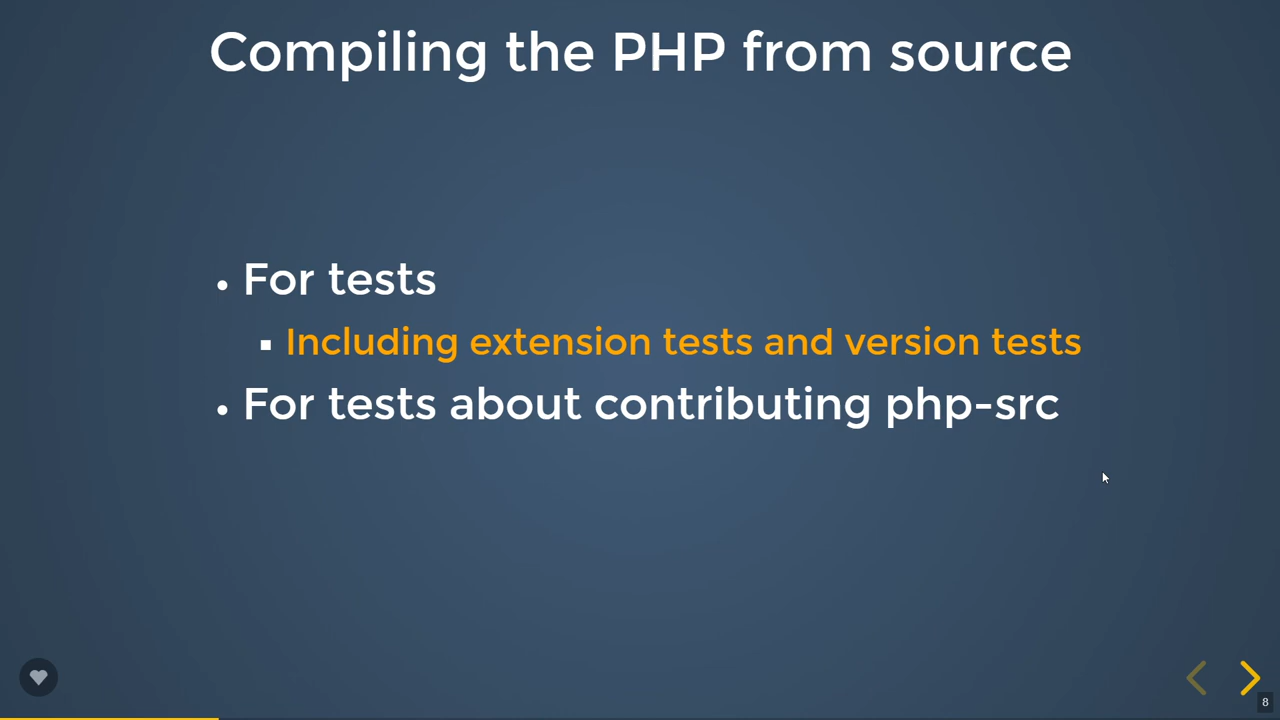 Compiling the PHP from source
For tests
Including extension tests and version tests
For tests about contributing php-src
8